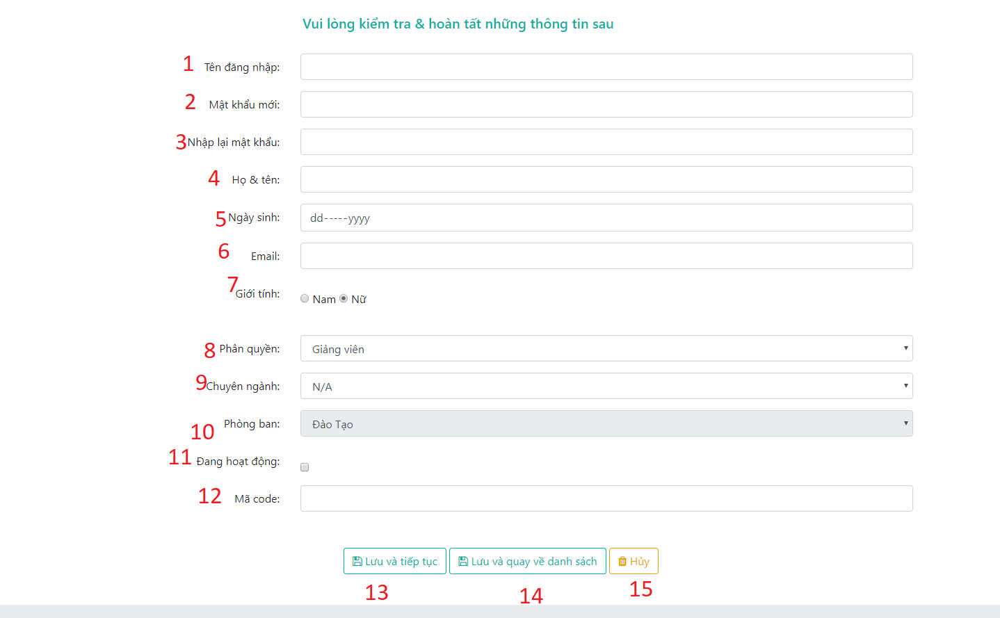 Vui lòng kiểm tra & hoàn tất những thông tin sau
1 Tên đăng nhập:
2 Mật khẩu mới:
3 Nhập lại mật khẩu:
4 Họ & tên:
5 Ngày sinh: dd-----yyyy
6 Email:
7 Giới tính: Nam Nữ
8 Phân quyền: Giảng viên
9 Chuyên ngành: N/A
10 Phòng ban: Đào Tạo
11 Đang hoạt động:
12 Mã code:
Lưu và tiếp tục Lưu và quay về danh sách Hủy
13 14 15